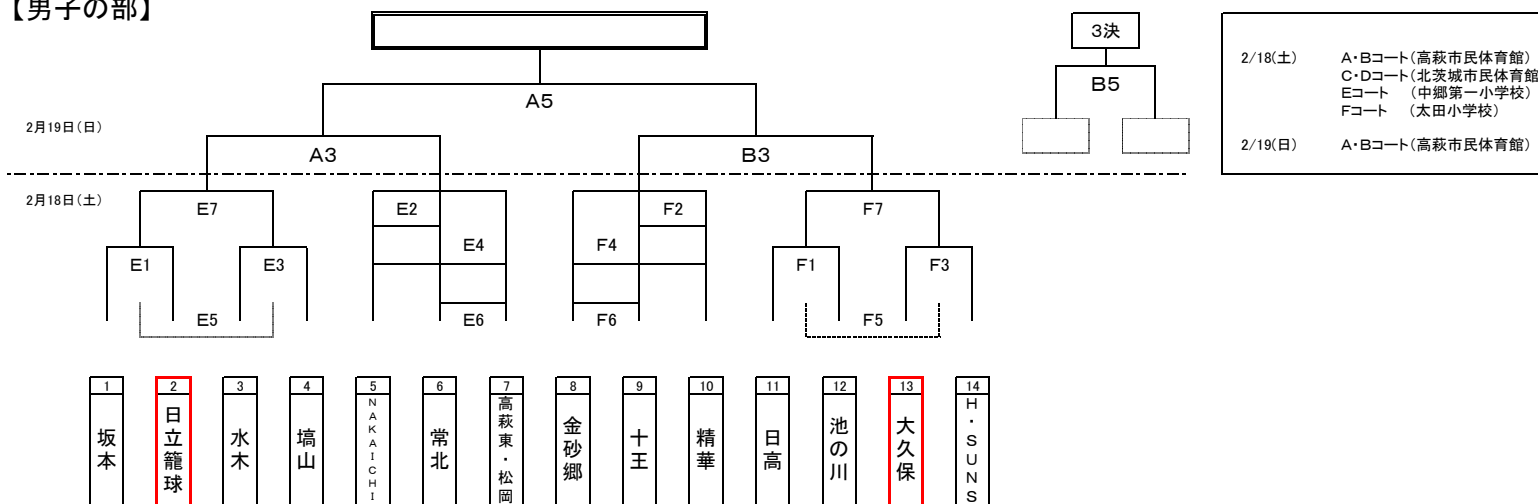 【男子の部】
3決
2/18(土) A・Bコート(高萩市民体育館)
C・Dコート(北茨城市民体育館
Eコート (中郷第一小学校)
Fコート (太田小学校)
2/19(日) A・Bコート(高萩市民体育館)
B5
A5
2月19日(日)
A3 B3
2月18日(土)
E7 E2 F2 F7
E4 F4
E1 E3 F1 F3
E5 E6 F6 F5
1 2 3 4 5 6 7 8 9 10 11 12 13 14
坂本
日立籠球
水木
塙山
NAKAICHI
常北
高萩東・松岡
金砂郷
十王
精華
日高
池の川
大久保
H・SUNS